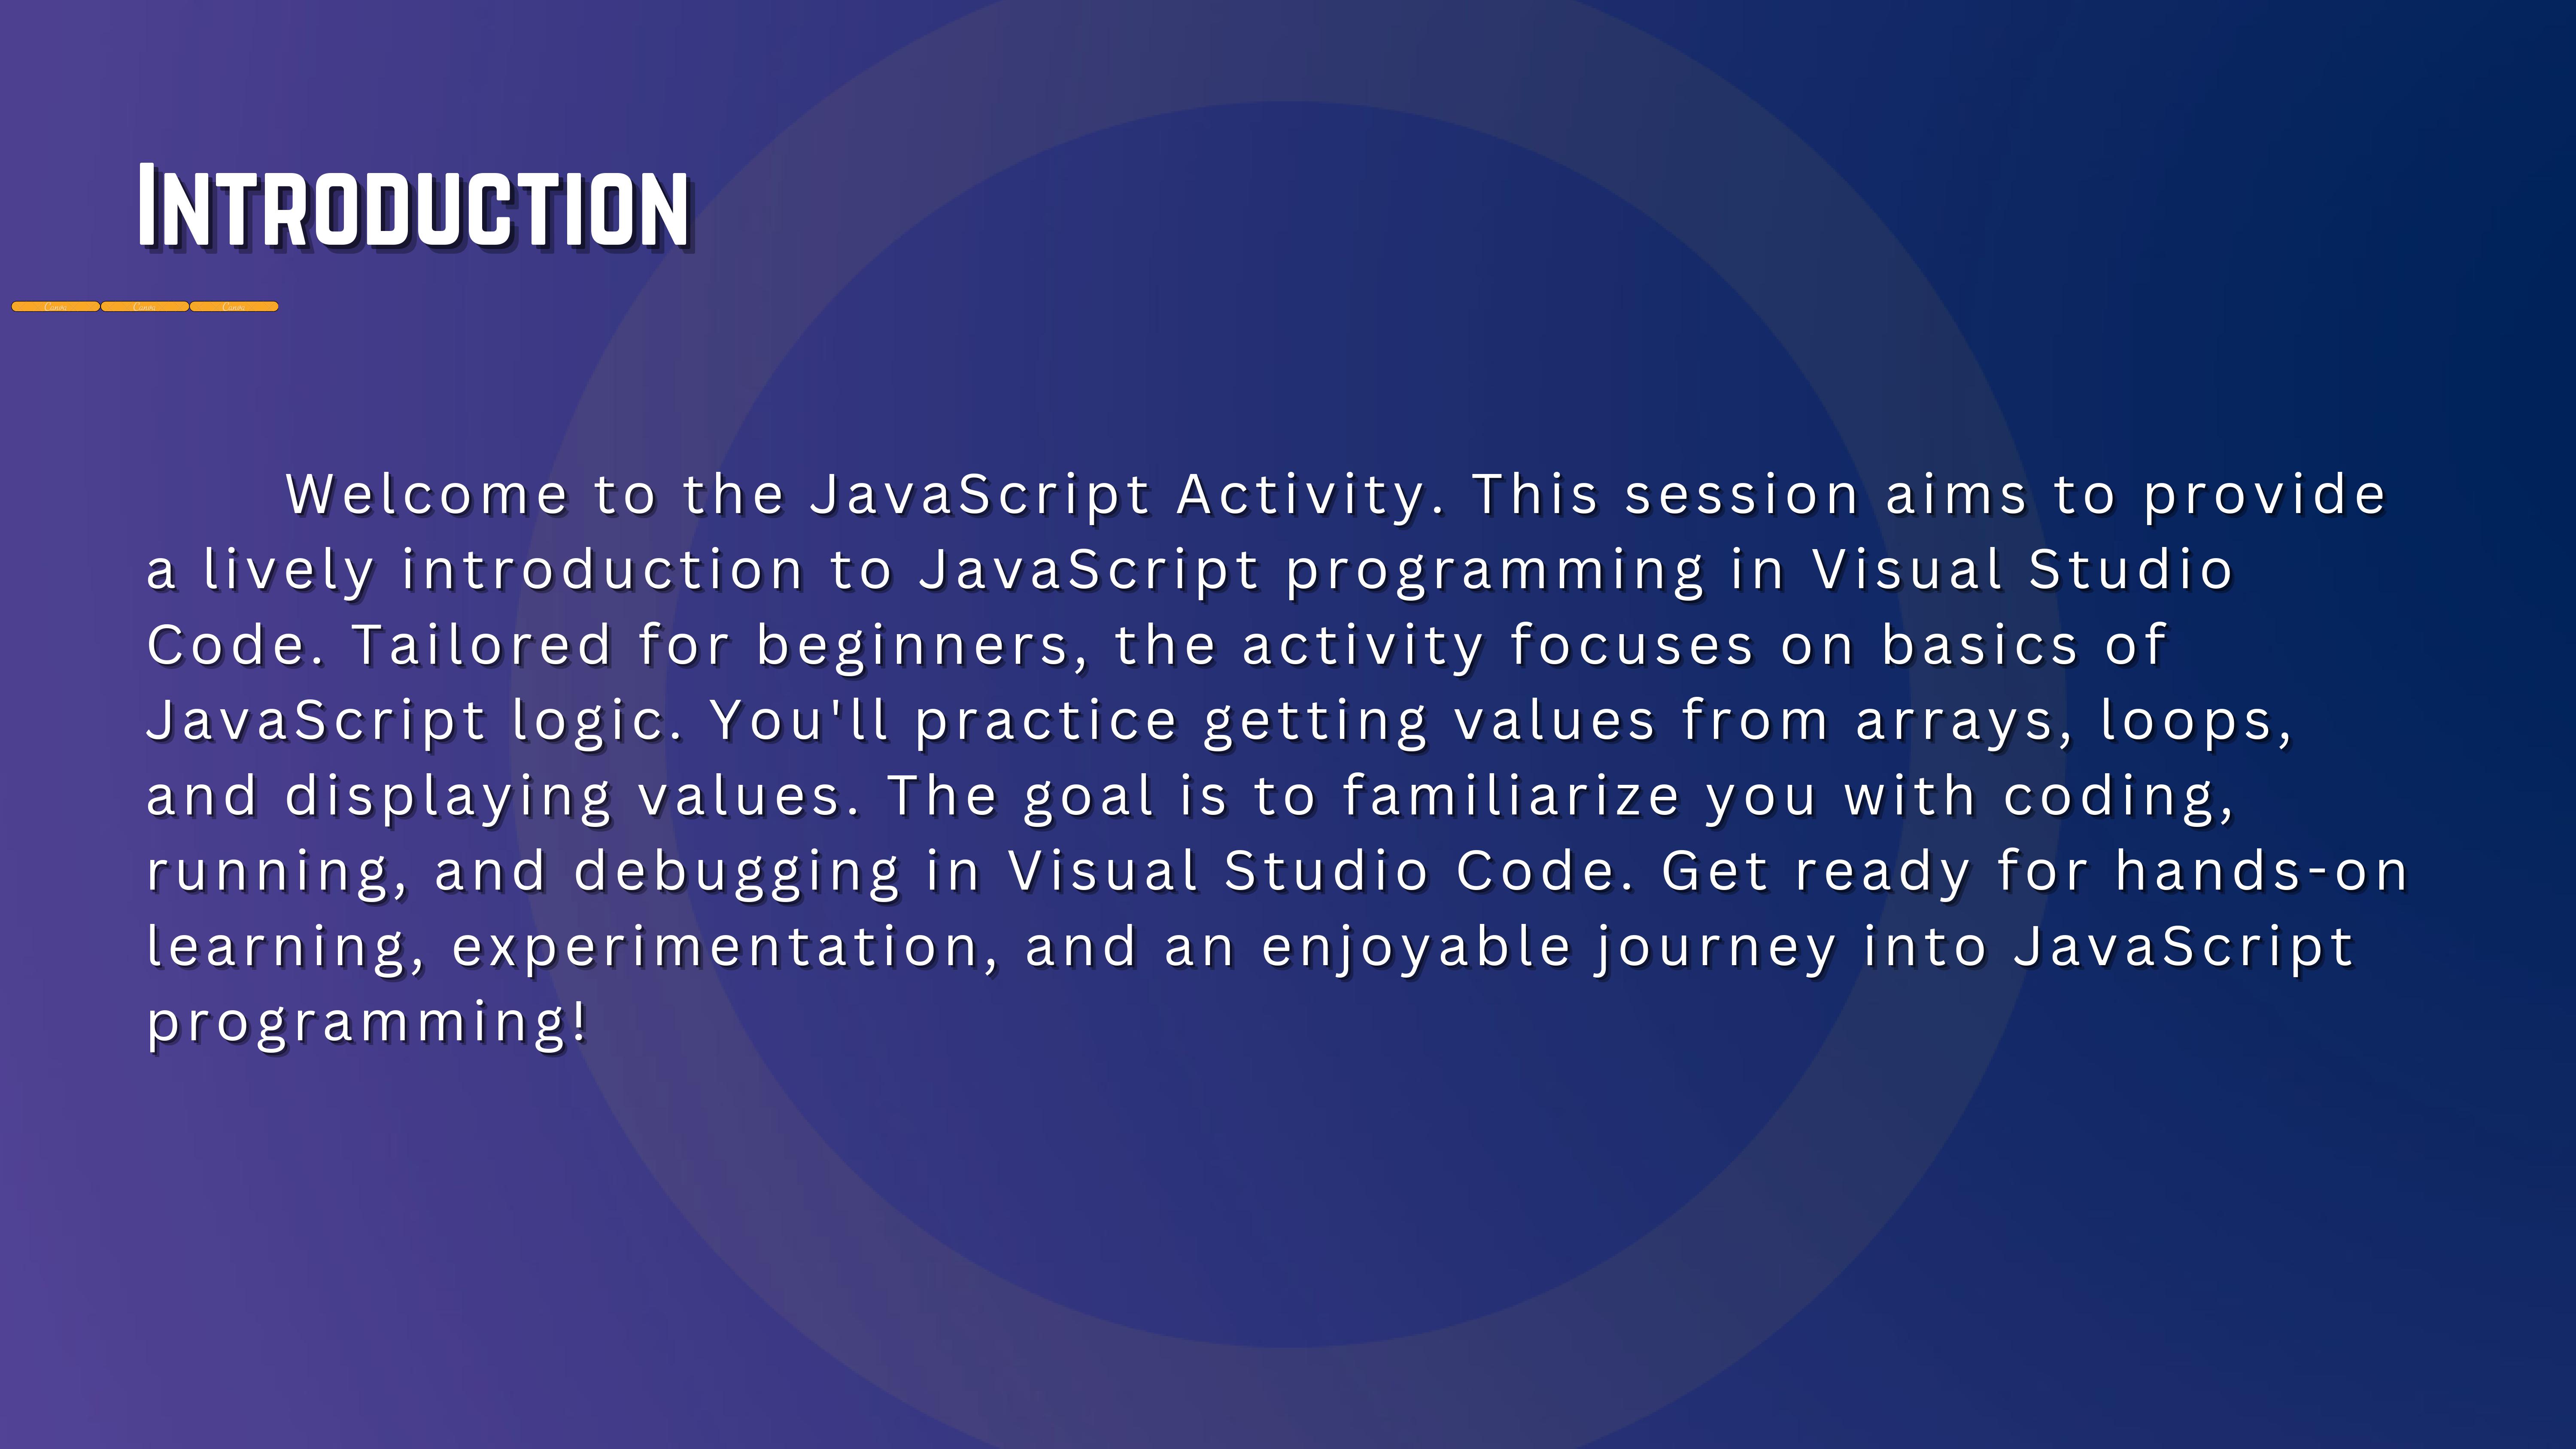 INTRODUCTION
Canva Canva Canva
Welcome to the JavaScript Activity. This session aims to provide
a lively introduction to JavaScript programming in Visual Studio
Code. Tailored for beginners, the activity focuses on basics of
JavaScript logic. You'll practice getting values from arrays, loops,
and displaying values. The goal is to familiarize you with coding,
running, and debugging in Visual Studio Code. Get ready for hands-on
learning, experimentation, and an enjoyable journey into JavaScript
programming!